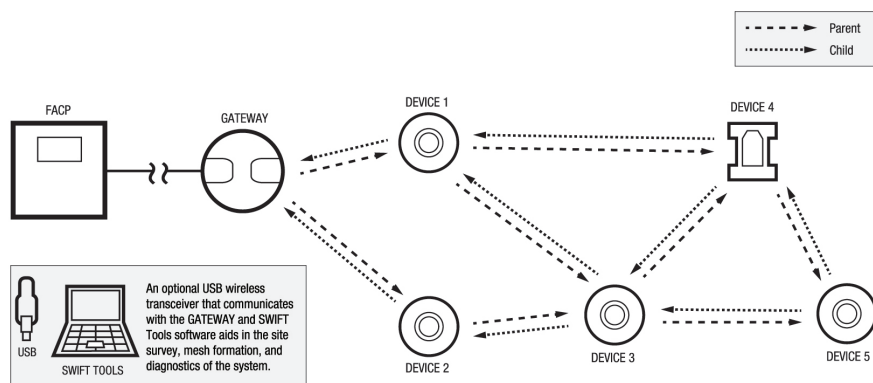 Parent
Child
FACP
GATEWAY
DEVICE 1
DEVICE 4
An optional USB wireless
transceiver that communicates
with the GATEWAY and SWIFT
Tools software aids in the site
survey, mesh formation, and
diagnostics of the system.
USB
SWIFT TOOLS
DEVICE 2
DEVICE 3
DEVICE 5